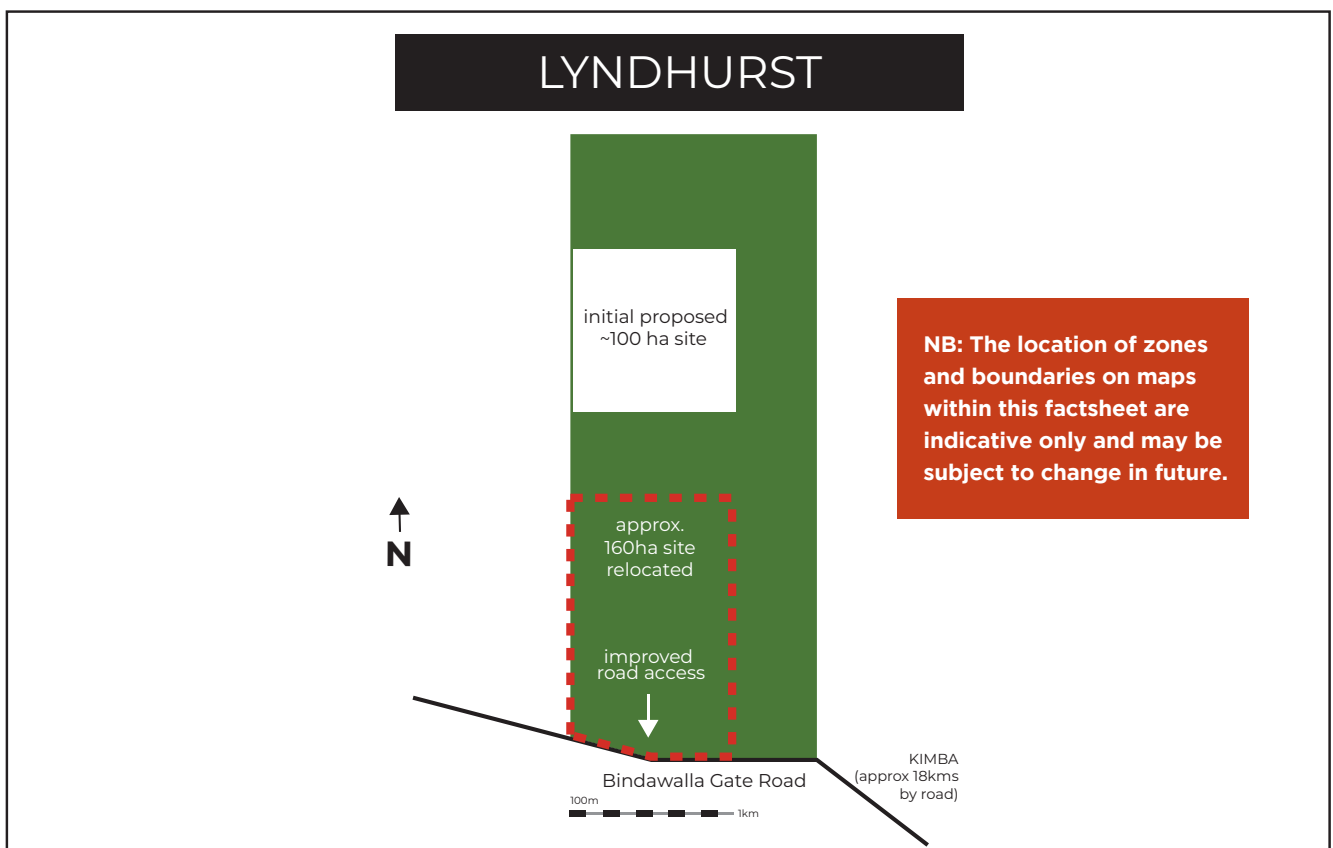 LYNDHURST
initial proposed
~100 ha site
NB: The location of zones
and boundaries on maps
within this factsheet are
indicative only and may be
subject to change in future.
N
approx.
160ha site
relocated
improved
road access
KIMBA
(approx 18kms
by road)
Bindawalla Gate Road
100m
1km